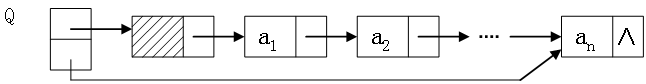 Q
a1 a2 ···· an ∧